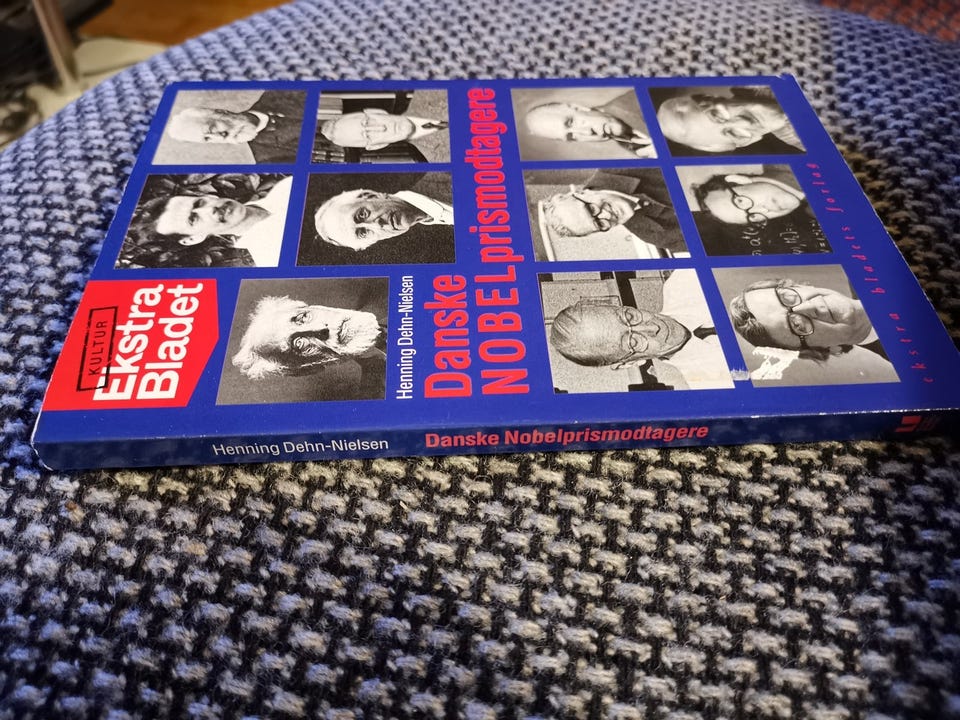 KULTUR
Ekstra
Bladet
Henning Dehn-Nielsen
Danske
NOBELprismodtagere
ekstra bladets forlag
Henning Dehn-Nielsen
Danske Nobelprismodtagere